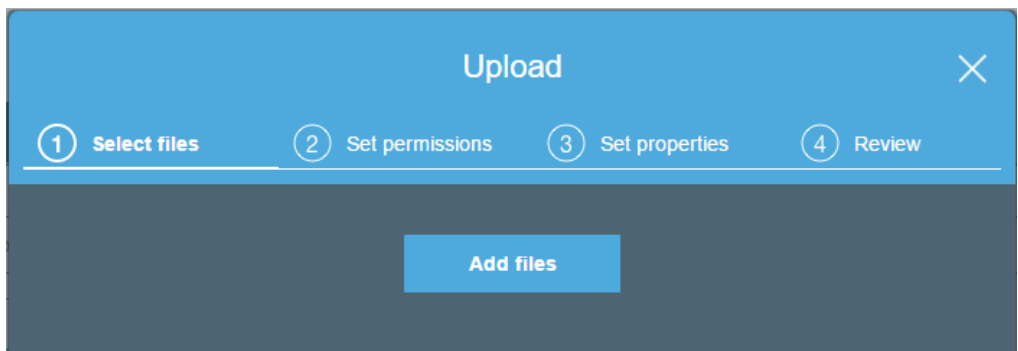 Upload
1 Select files 2 Set permissions 3 Set properties 4 Review
Add files